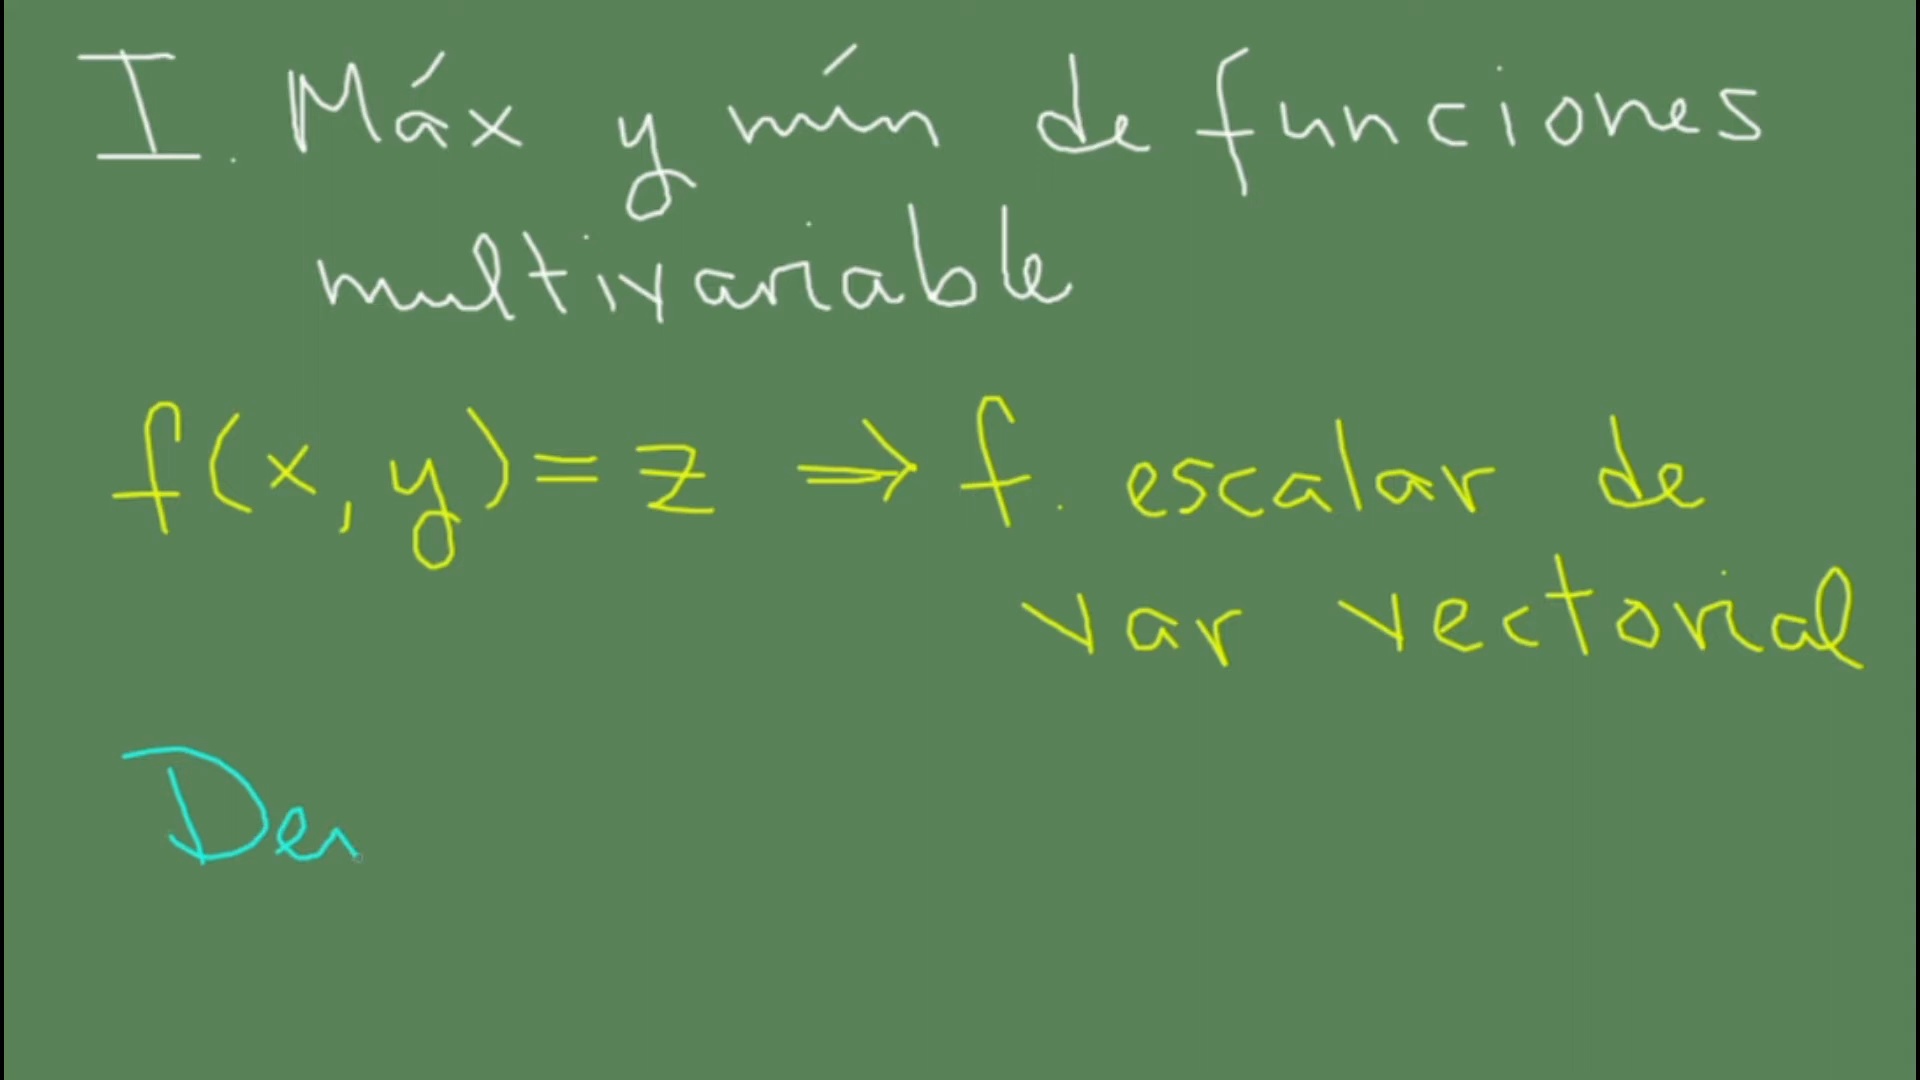 I. Máx y mín de funciones
multivariable
f(x, y) = z ⇒ f. escalar de
var vectorial
Der